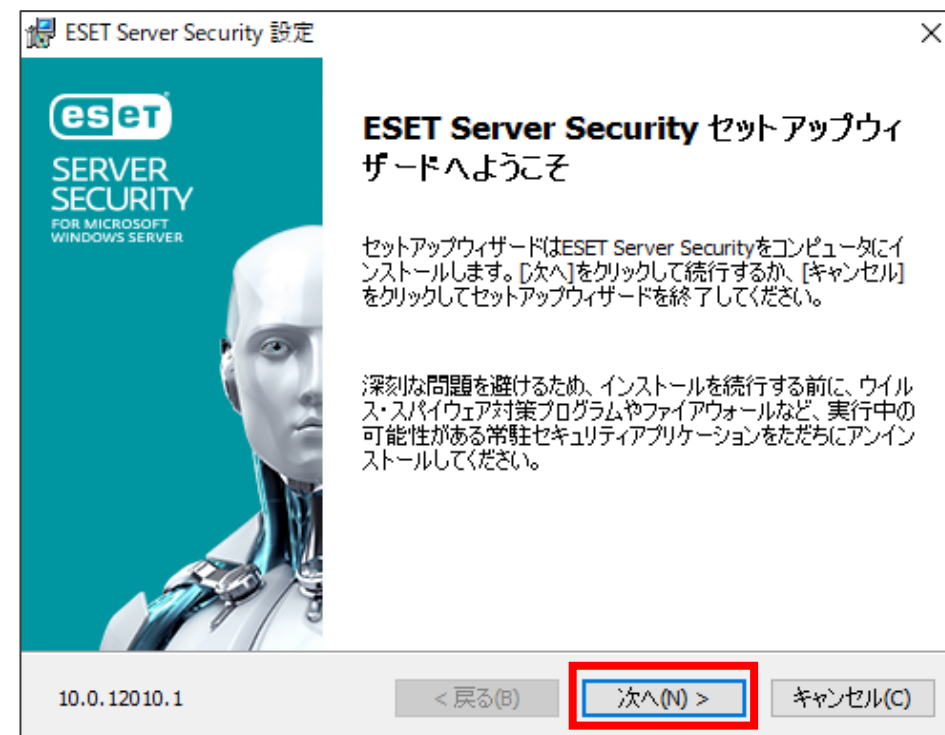 ESET Server Security 設定
eset
SERVER
SECURITY
FOR MICROSOFT
WINDOWS SERVER
ESET Server Security セットアップウィ
ザードへようこそ
セットアップウィザードはESET Server Securityをコンピュータにイ
ンストールします。[次へ]をクリックして続行するか、[キャンセル]
をクリックしてセットアップウィザードを終了してください。
深刻な問題を避けるため、インストールを続行する前に、ウイル
ス・スパイウェア対策プログラムやファイアウォールなど、実行中の
可能性がある常駐セキュリティアプリケーションをただちにアンイン
ストールしてください。
10.0.12010.1
< 戻る(B)
次へ(N) >
キャンセル(C)